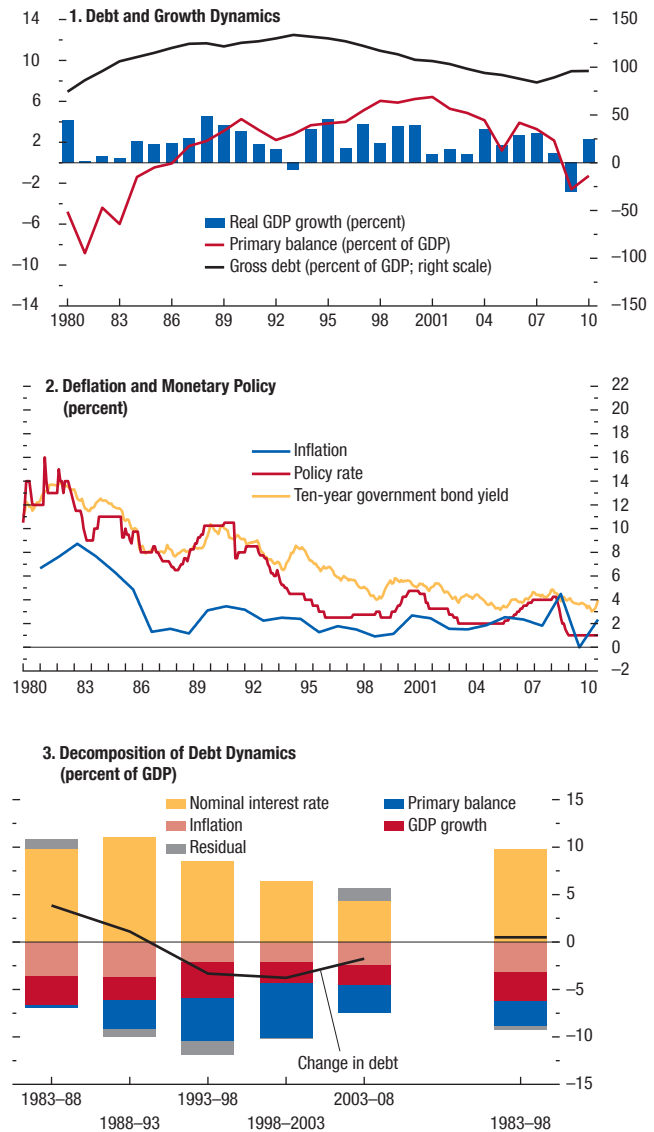 1. Debt and Growth Dynamics
14
10
6
2
−2
−6
−10
−14
150
100
50
0
−50
−100
−150
Real GDP growth (percent)
Primary balance (percent of GDP)
Gross debt (percent of GDP; right scale)
1980 83 86 89 92 95 98 2001 04 07 10
2. Deflation and Monetary Policy
(percent)
22
20
18
16
14
12
10
8
6
4
2
0
−2
Inflation
Policy rate
Ten-year government bond yield
1980 83 86 89 92 95 98 2001 04 07 10
3. Decomposition of Debt Dynamics
(percent of GDP)
Nominal interest rate
Primary balance
Inflation
GDP growth
Residual
15
10
5
0
−5
−10
−15
Change in debt
1983–88 1993–98 2003–08
1988–93 1998–2003 1983–98